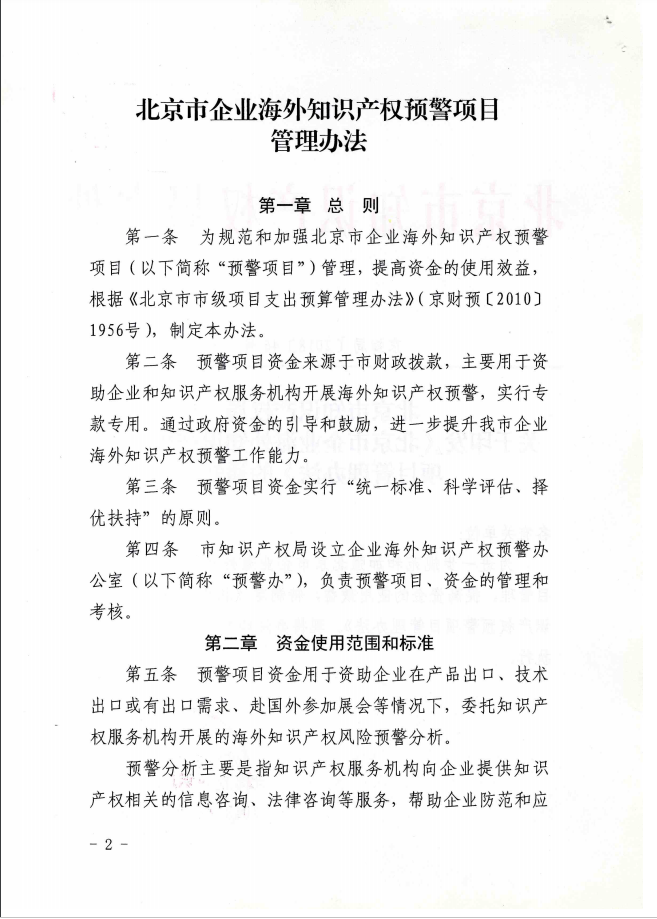 北京市企业海外知识产权预警项目
管理办法
第一章 总 则
第一条 为规范和加强北京市企业海外知识产权预警
项目（以下简称“预警项目”）管理，提高资金的使用效益，
根据《北京市市级项目支出预算管理办法》（京财预〔2010〕
1956号），制定本办法。
第二条 预警项目资金来源于市财政拨款，主要用于资
助企业和知识产权服务机构开展海外知识产权预警，实行专
款专用。通过政府资金的引导和鼓励，进一步提升我市企业
海外知识产权预警工作能力。
第三条 预警项目资金实行“统一标准、科学评估、择
优扶持”的原则。
第四条 市知识产权局设立企业海外知识产权预警办
公室（以下简称“预警办”），负责预警项目、资金的管理和
考核。
第二章 资金使用范围和标准
第五条 预警项目资金用于资助企业在产品出口、技术
出口或有出口需求、赴国外参加展会等情况下，委托知识产
权服务机构开展的海外知识产权风险预警分析。
预警分析主要是指知识产权服务机构向企业提供知识
产权相关的信息咨询、法律咨询等服务，帮助企业防范和应
- 2 -